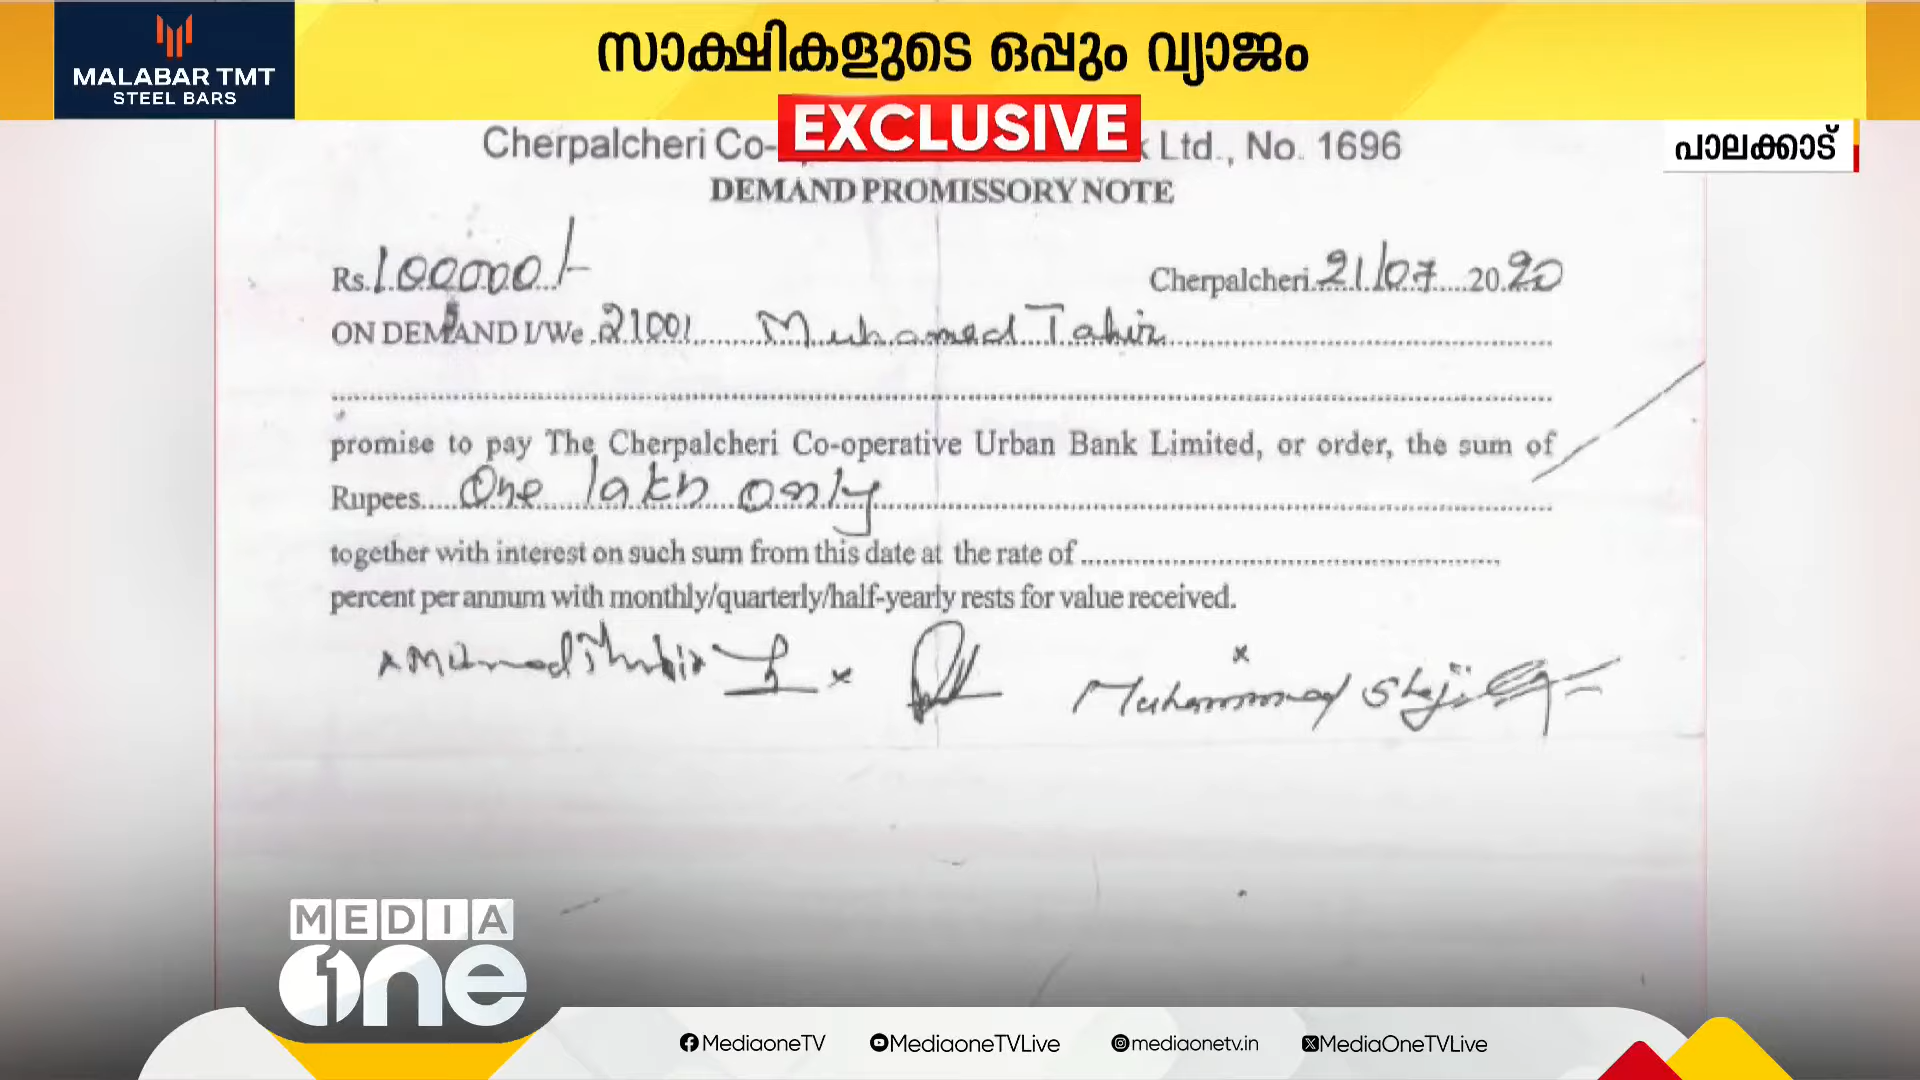 MALABAR TMT
STEEL BARS
സാക്ഷികളുടെ ഒപ്പും വ്യാജം
EXCLUSIVE
പാലക്കാട്
Cherpalcheri Co- k Ltd., No. 1696
DEMAND PROMISSORY NOTE
Rs. 100000/- Cherpalcheri 21/07 2020
ON DEMAND I/We 21001 Muhamed Tahir
promise to pay The Cherpalcheri Co-operative Urban Bank Limited, or order, the sum of
Rupees One lakh only
together with interest on such sum from this date at the rate of
percent per annum with monthly/quarterly/half-yearly rests for value received.
x x x Muhammad Shaji
MEDIA
one
MediaoneTV MediaoneTVLive mediaonetv.in MediaOneTVLive